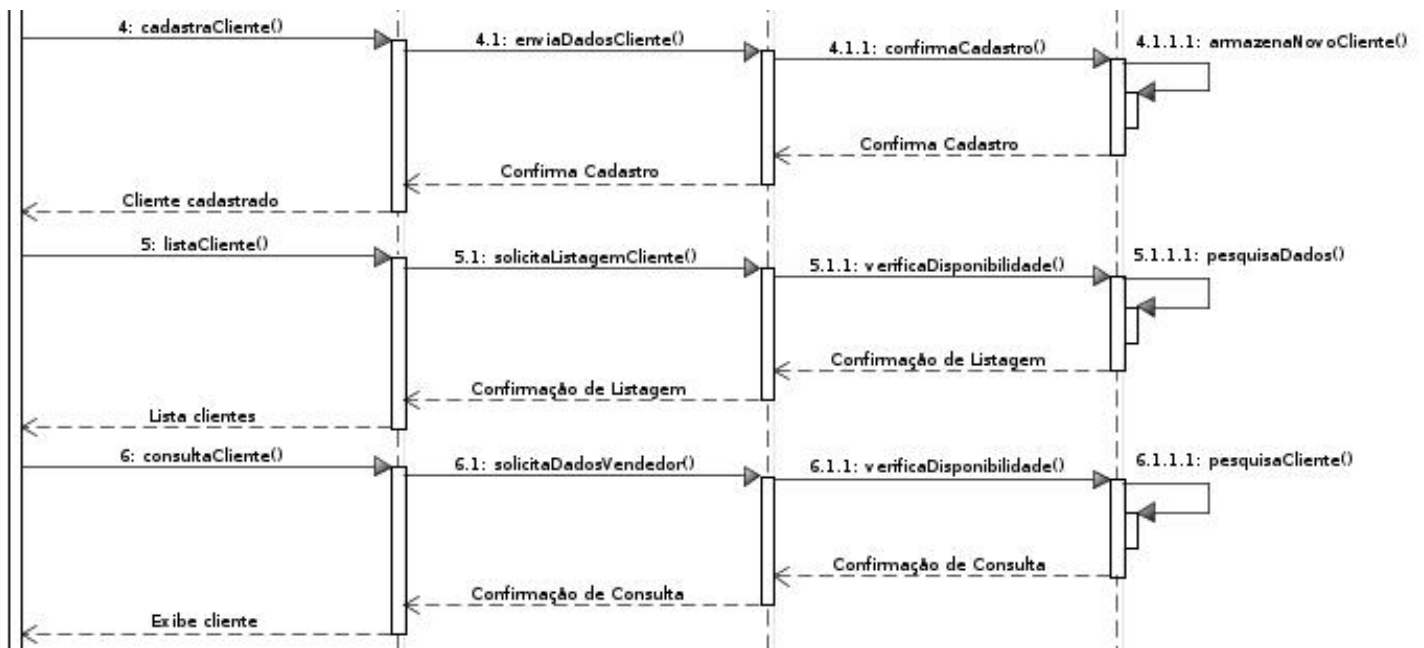 4: cadastraCliente()
4.1: enviaDadosCliente()
4.1.1: confirmaCadastro()
4.1.1.1: armazenaNovoCliente()
Confirma Cadastro
Confirma Cadastro
Cliente cadastrado
5: listaCliente()
5.1: solicitaListagemCliente()
5.1.1: verificaDisponibilidade()
5.1.1.1: pesquisaDados()
Confirmação de Listagem
Confirmação de Listagem
Lista clientes
6: consultaCliente()
6.1: solicitaDadosVendedor()
6.1.1: verificaDisponibilidade()
6.1.1.1: pesquisaCliente()
Confirmação de Consulta
Confirmação de Consulta
Exibe cliente